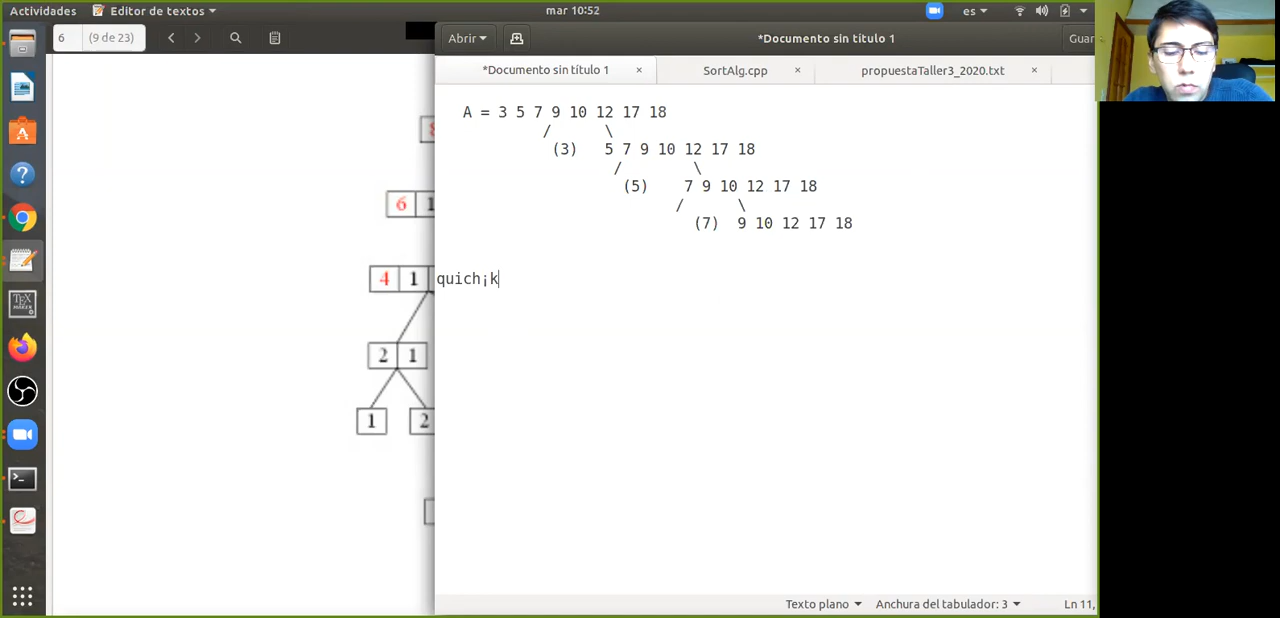 Actividades Editor de textos mar 10:52 es
6 (9 de 23) Abrir *Documento sin titulo 1 Guar
*Documento sin título 1 × SortAlg.cpp × propuestaTaller3_2020.txt ×
A = 3 5 7 9 10 12 17 18
/ \
(3) 5 7 9 10 12 17 18
/ \
(5) 7 9 10 12 17 18
/ \
(7) 9 10 12 17 18
quich¡k
6 1
4 1
2 1
1 2
Texto plano Anchura del tabulador: 3 Ln 11,